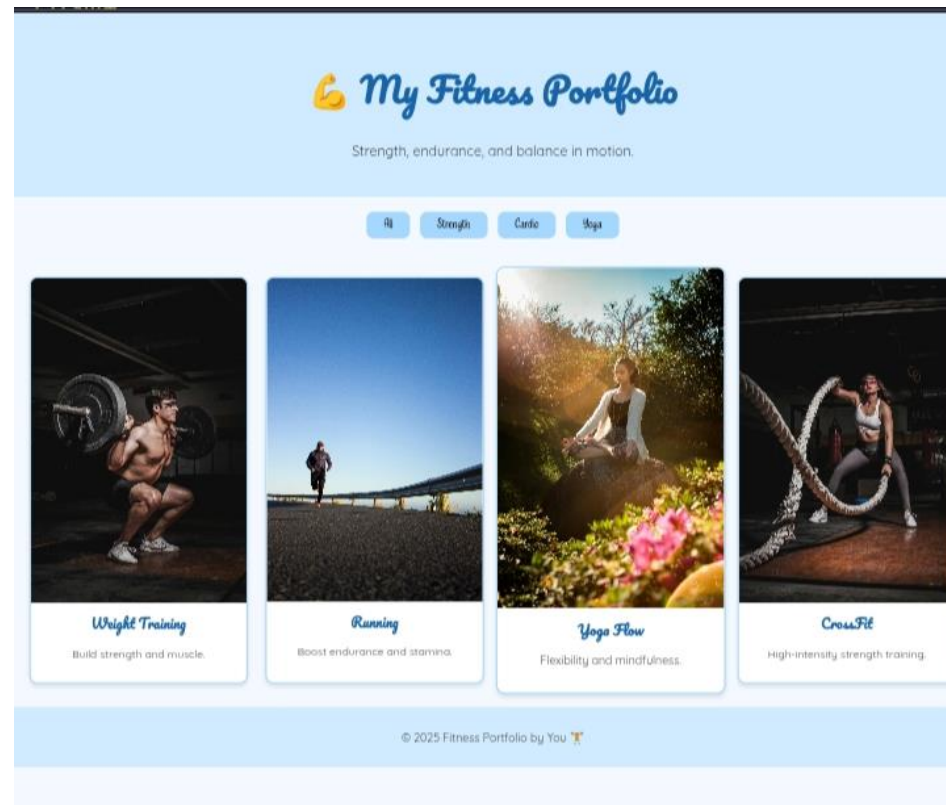 💪 My Fitness Portfolio
Strength, endurance, and balance in motion.
All Strength Cardio Yoga
Weight Training
Build strength and muscle.
Running
Boost endurance and stamina.
Yoga Flow
Flexibility and mindfulness.
CrossFit
High-intensity strength training.
© 2025 Fitness Portfolio by You 🏋️